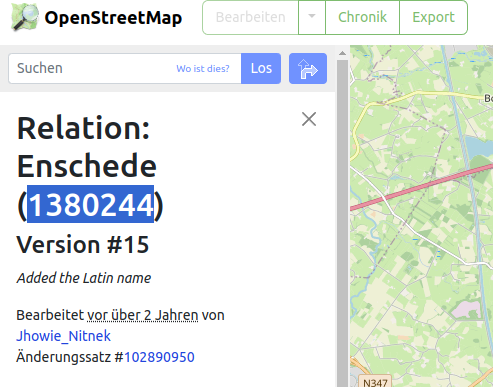 OpenStreetMap
Bearbeiten
Chronik
Export
Suchen
Wo ist dies?
Los
Relation:
Enschede
(1380244)
Version #15
Added the Latin name
Bearbeitet vor über 2 Jahren von
Jhowie_Nitnek
Änderungssatz #102890950
Bo
N347